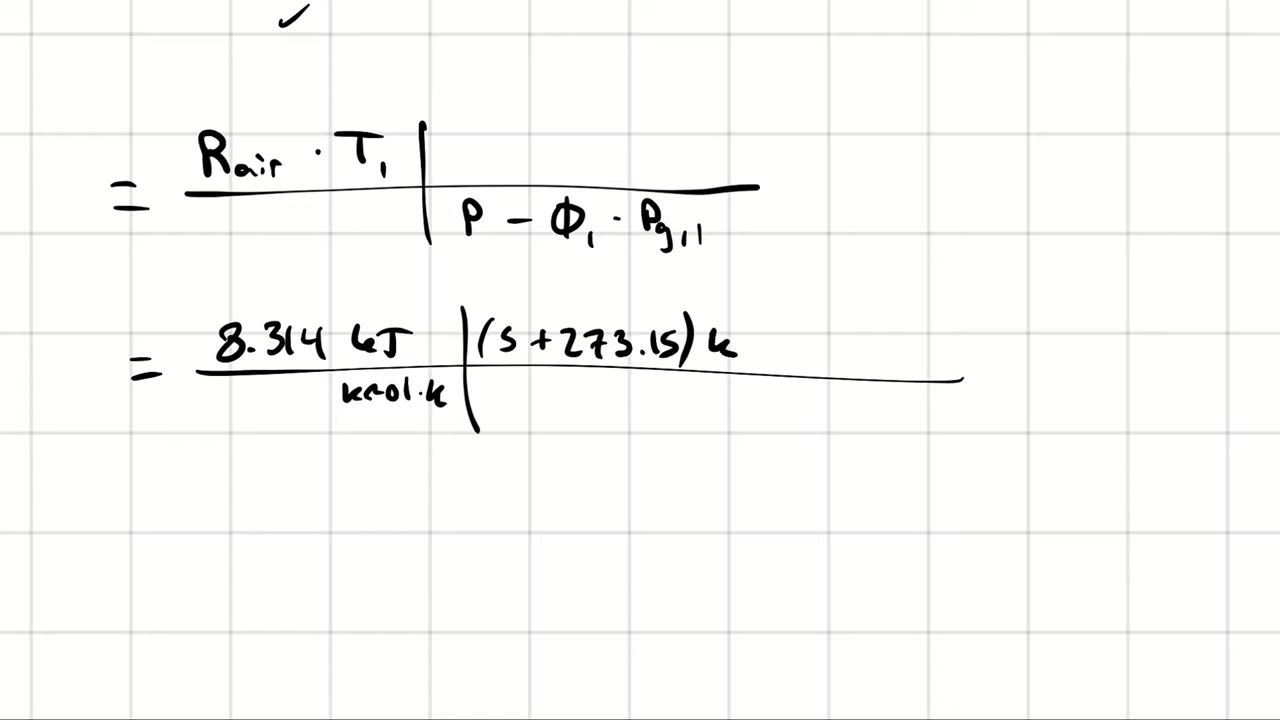 ✓
= R_air · T_1 |
P - Φ_1 · P_g,1
= 8.314 kJ | (5 + 273.15) K
kmol·K